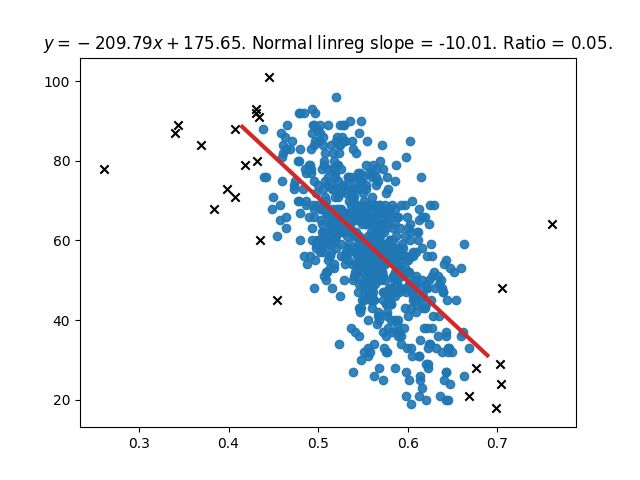 y = − 209.79x + 175.65. Normal linreg slope = -10.01. Ratio = 0.05.
100
80
60
40
20
0.3 0.4 0.5 0.6 0.7